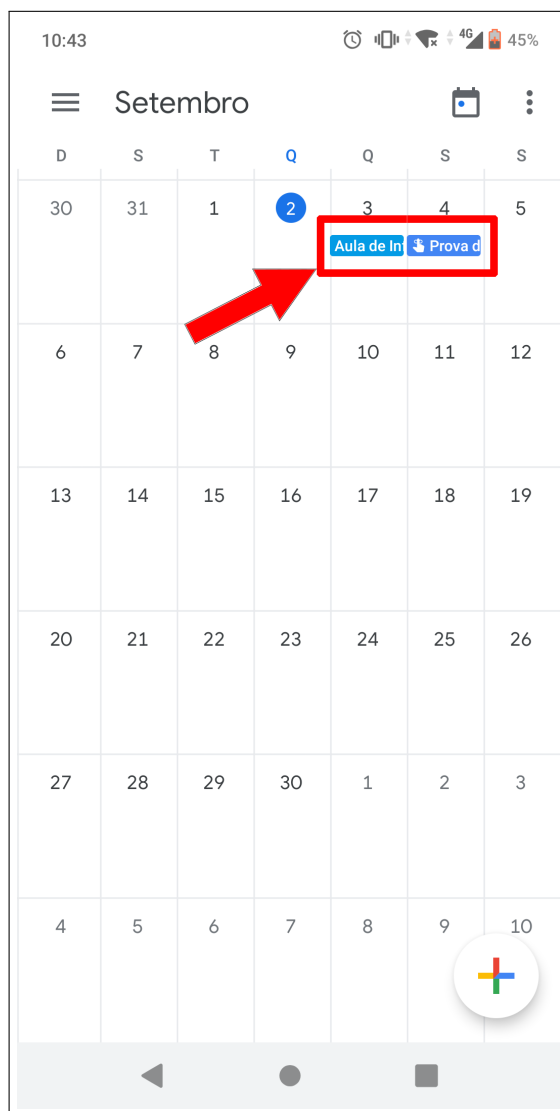 10:43 4G 45%
Setembro
D S T Q Q S S
30 31 1 2 3 4 5
Aula de Int Prova d
6 7 8 9 10 11 12
13 14 15 16 17 18 19
20 21 22 23 24 25 26
27 28 29 30 1 2 3
4 5 6 7 8 9 10